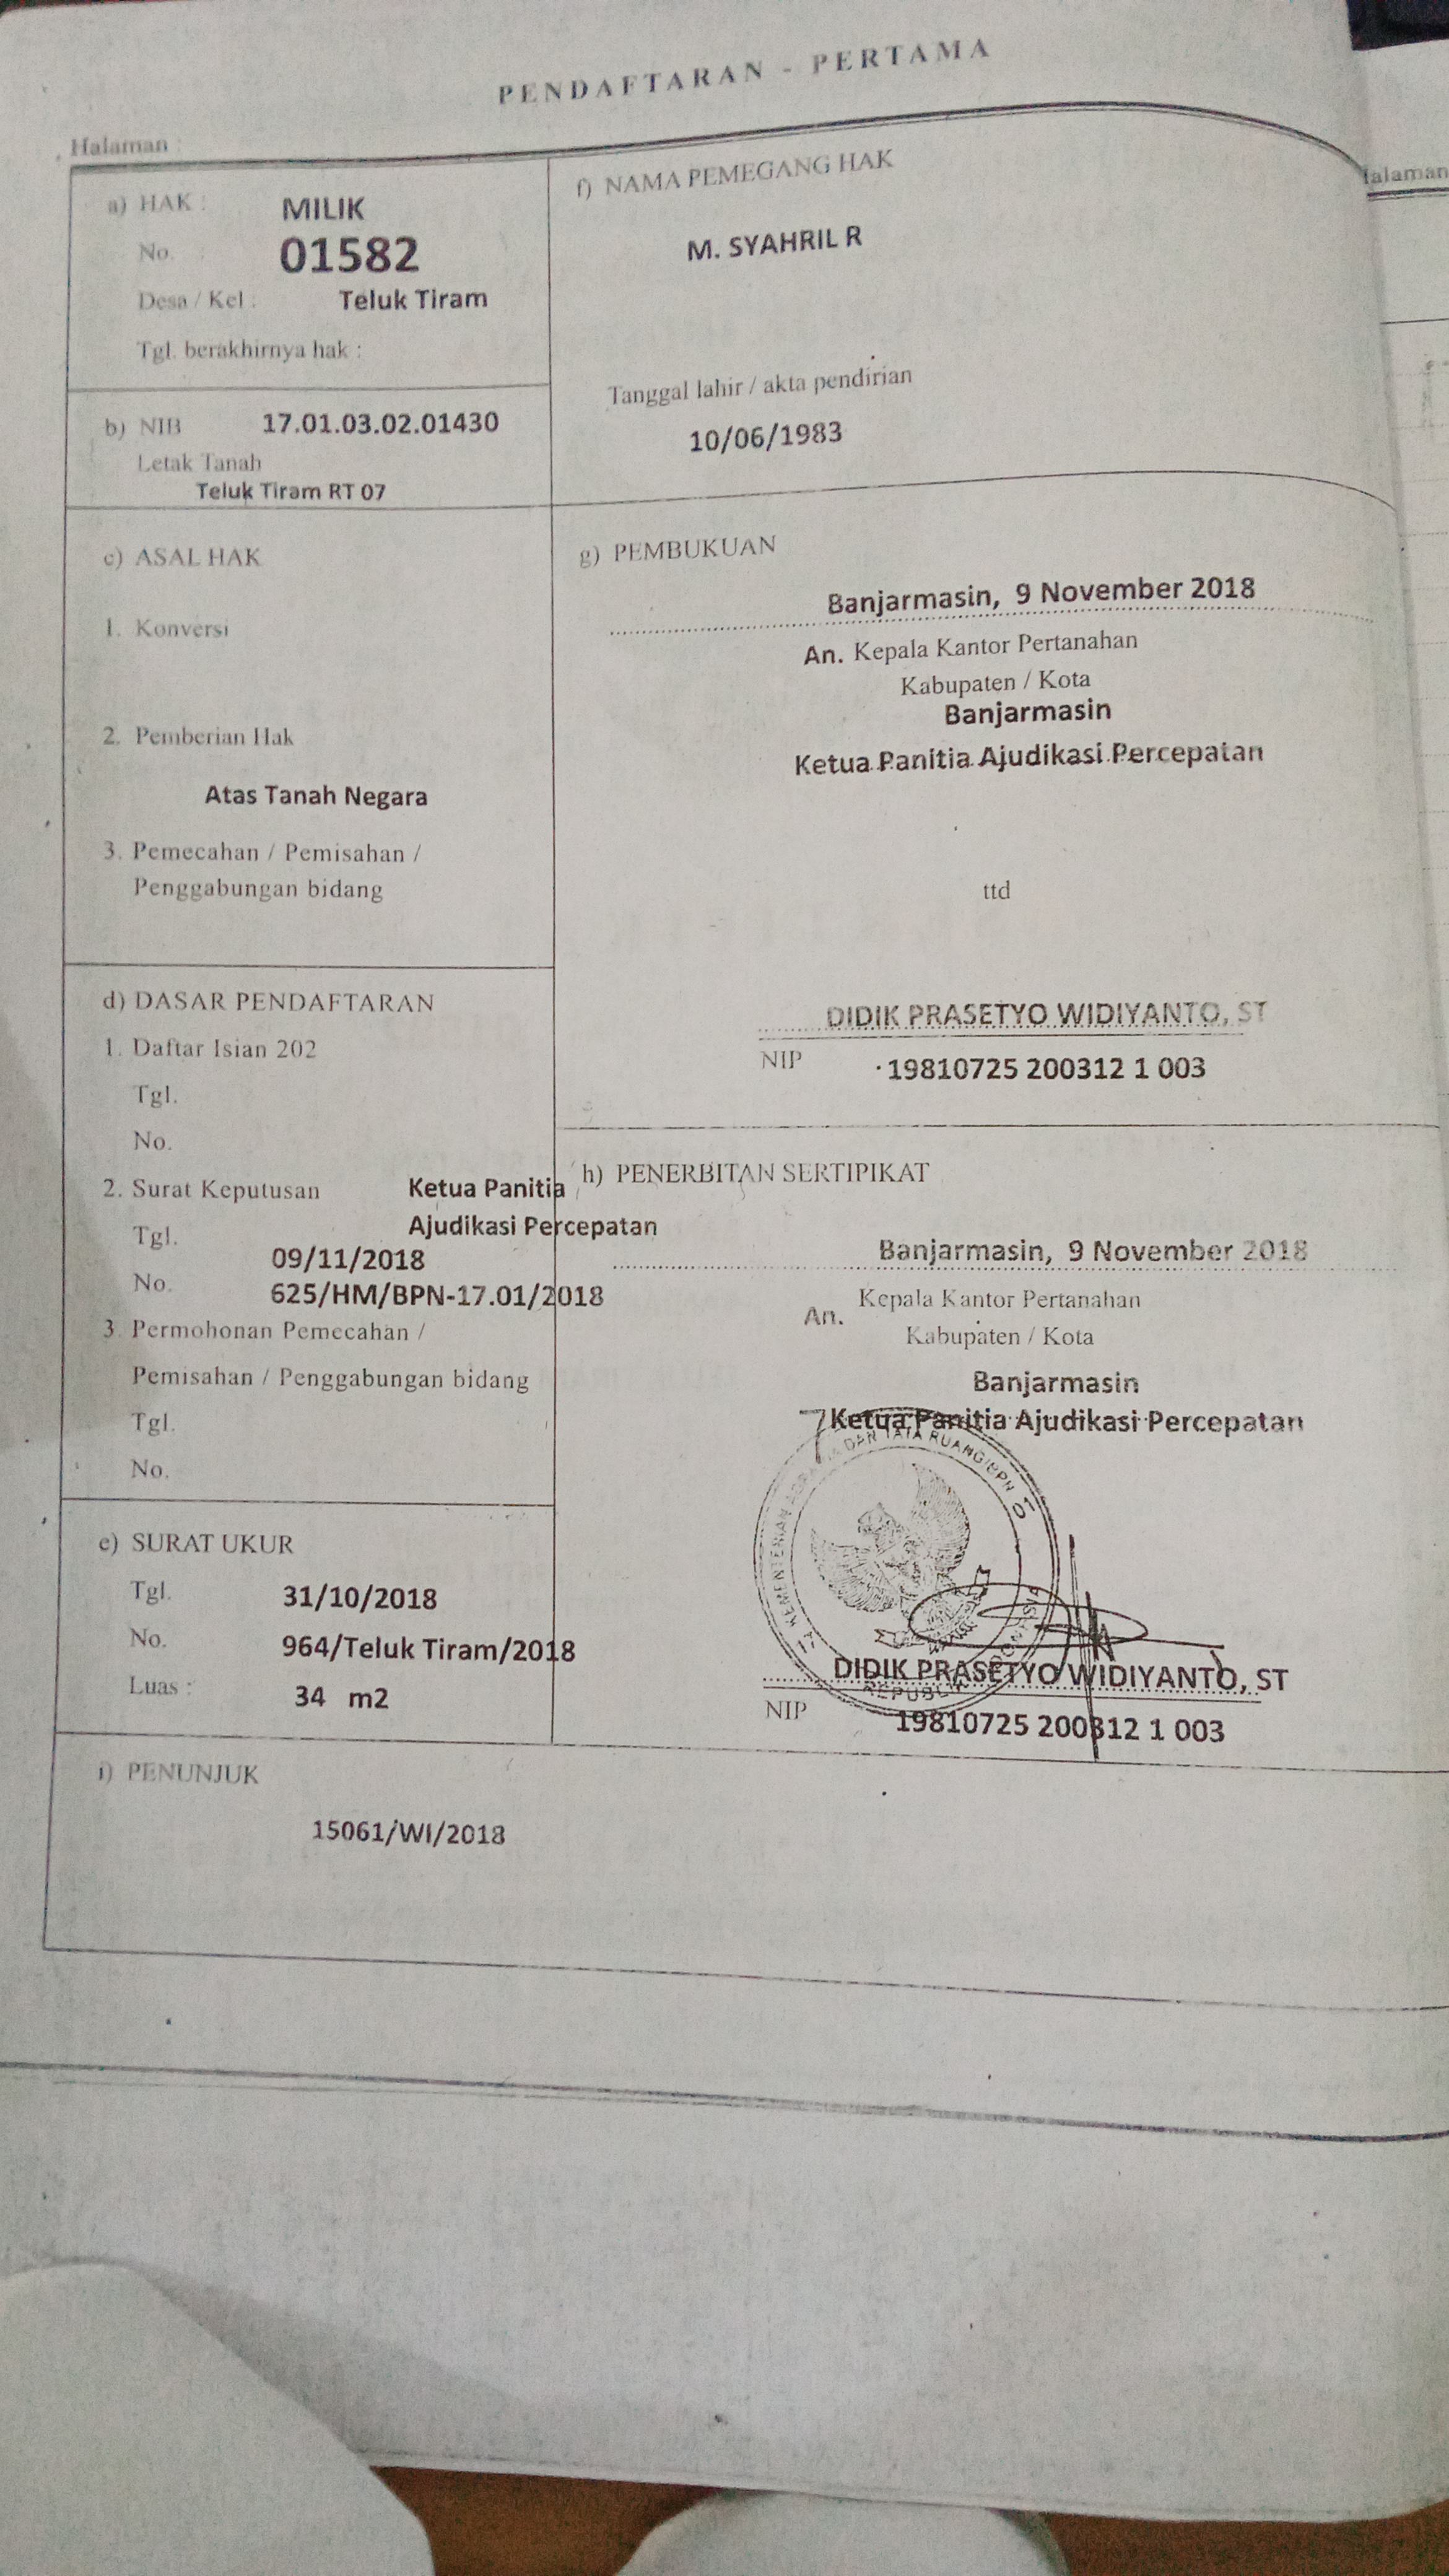 PENDAFTARAN - PERTAMA
Halaman :
a) HAK : MILIK
No. : 01582
Desa / Kel : Teluk Tiram
Tgl. berakhirnya hak :
b) NIB 17.01.03.02.01430
Letak Tanah
Teluk Tiram RT 07
c) ASAL HAK
1. Konversi
2. Pemberian Hak
Atas Tanah Negara
3. Pemecahan / Pemisahan /
Penggabungan bidang
d) DASAR PENDAFTARAN
1. Daftar Isian 202
Tgl.
No.
2. Surat Keputusan Ketua Panitia
Ajudikasi Percepatan
Tgl. 09/11/2018
No. 625/HM/BPN-17.01/2018
3. Permohonan Pemecahan /
Pemisahan / Penggabungan bidang
Tgl.
No.
e) SURAT UKUR
Tgl. 31/10/2018
No. 964/Teluk Tiram/2018
Luas : 34 m2
f) NAMA PEMEGANG HAK
M. SYAHRIL R
Tanggal lahir / akta pendirian
10/06/1983
g) PEMBUKUAN
Banjarmasin, 9 November 2018
An. Kepala Kantor Pertanahan
Kabupaten / Kota
Banjarmasin
Ketua Panitia Ajudikasi Percepatan
ttd
DIDIK PRASETYO WIDIYANTO, ST
NIP 19810725 200312 1 003
h) PENERBITAN SERTIPIKAT
Banjarmasin, 9 November 2018
An. Kepala Kantor Pertanahan
Kabupaten / Kota
Banjarmasin
Ketua Panitia Ajudikasi Percepatan
KEMENTERIAN DAN TATA RUANG/BPN
REPUBLIK
DIDIK PRASETYO WIDIYANTO, ST
NIP 19810725 200312 1 003
i) PENUNJUK
15061/WI/2018
alaman